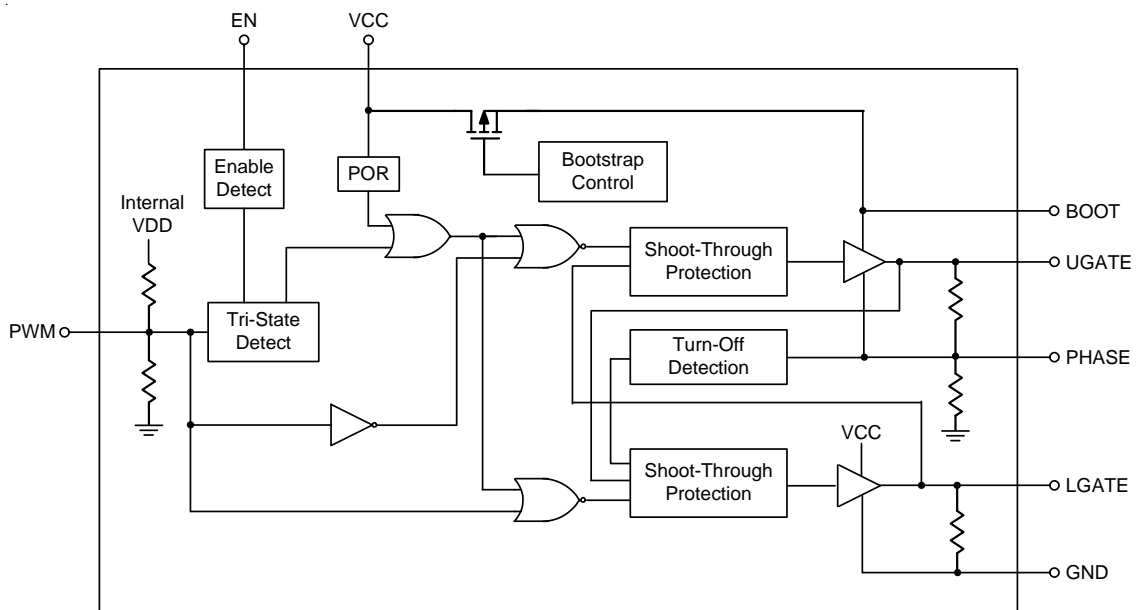 EN
VCC
Enable
Detect
POR
Bootstrap
Control
Internal
VDD
BOOT
Shoot-Through
Protection
UGATE
PWM
Tri-State
Detect
Turn-Off
Detection
PHASE
VCC
Shoot-Through
Protection
LGATE
GND